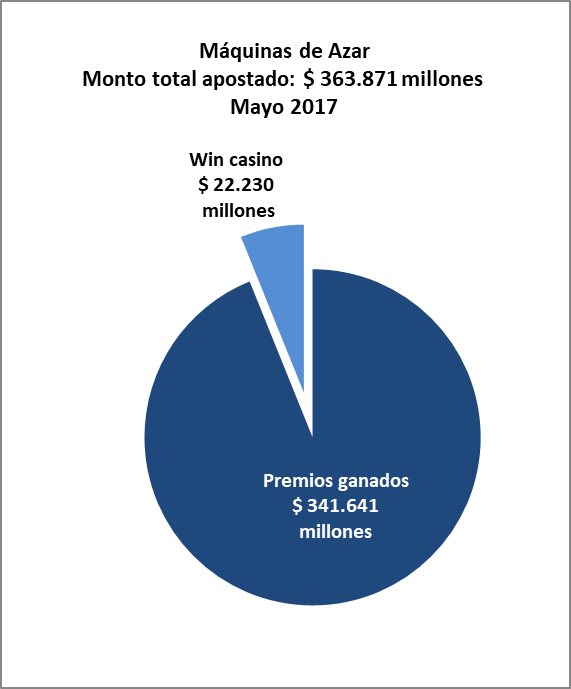 Máquinas de Azar
Monto total apostado: $ 363.871 millones
Mayo 2017
Win casino
$ 22.230
millones
Premios ganados
$ 341.641
millones